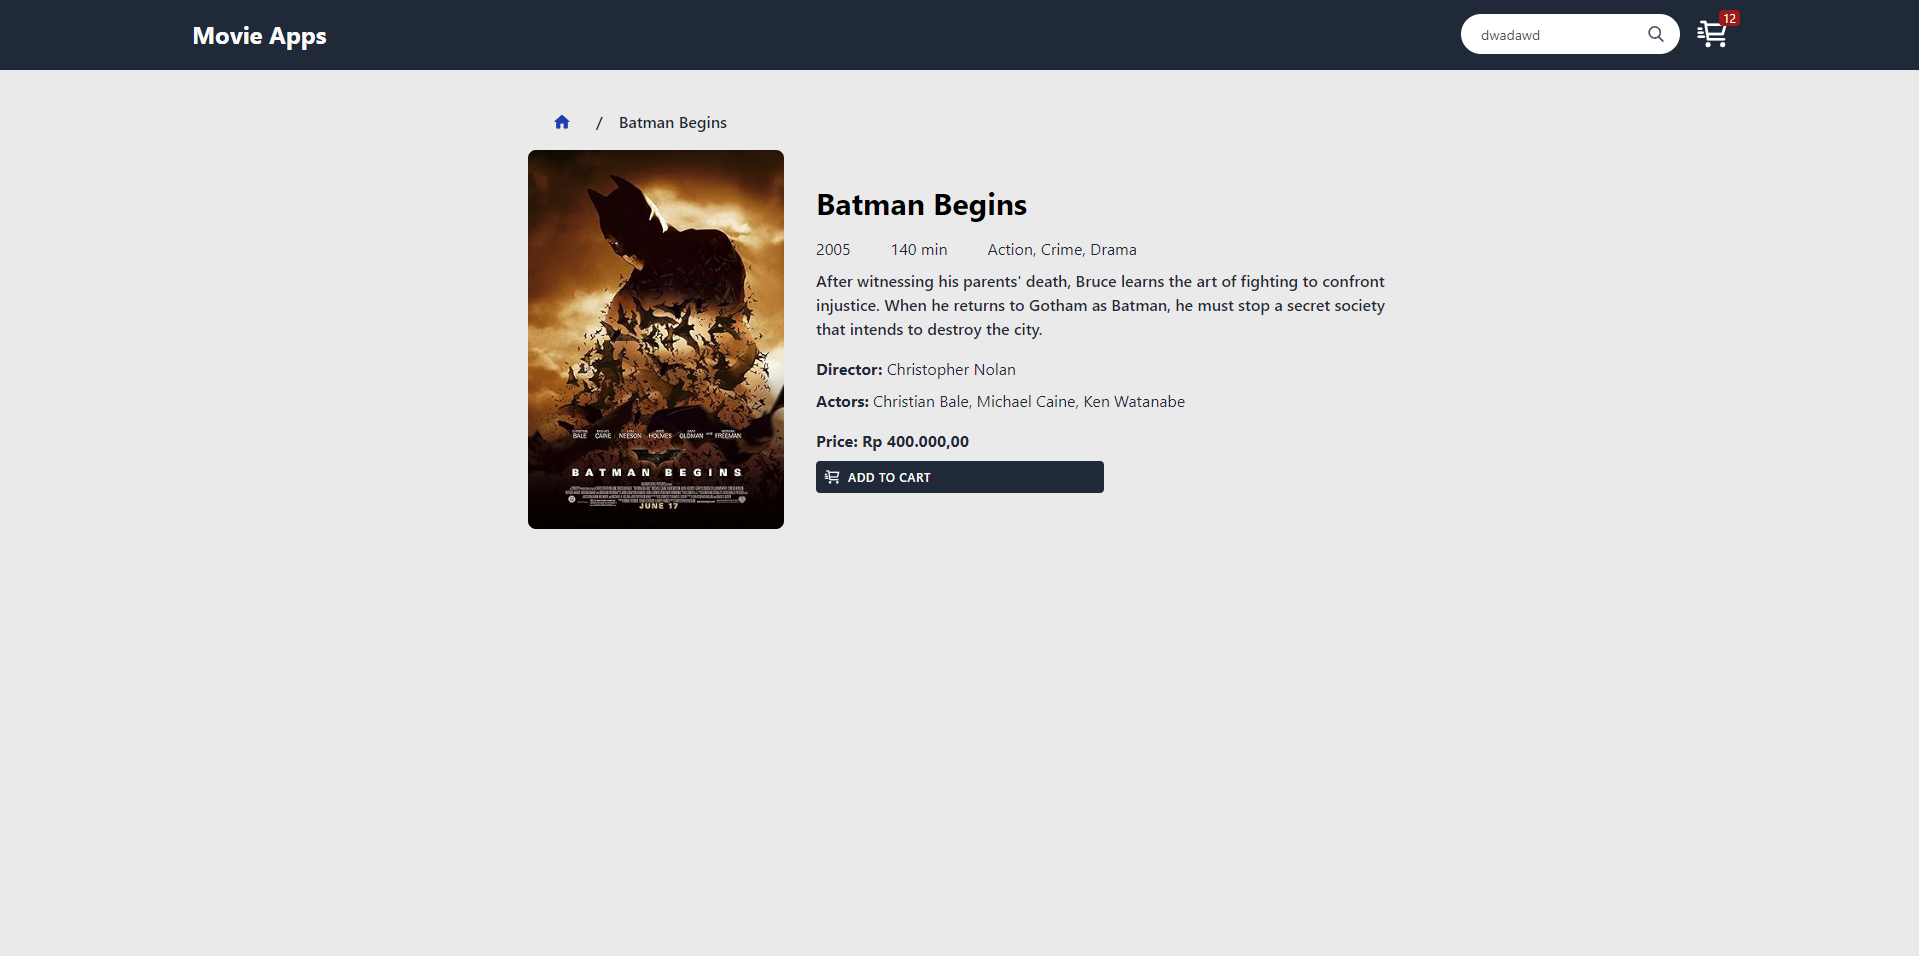 Movie Apps
dwadawd
12
/ Batman Begins
Batman Begins
2005 140 min Action, Crime, Drama
After witnessing his parents' death, Bruce learns the art of fighting to confront
injustice. When he returns to Gotham as Batman, he must stop a secret society
that intends to destroy the city.
Director: Christopher Nolan
Actors: Christian Bale, Michael Caine, Ken Watanabe
Price: Rp 400.000,00
ADD TO CART
BALE CAINE NEESON HOLMES OLDMAN FREEMAN
BATMAN BEGINS
JUNE 17